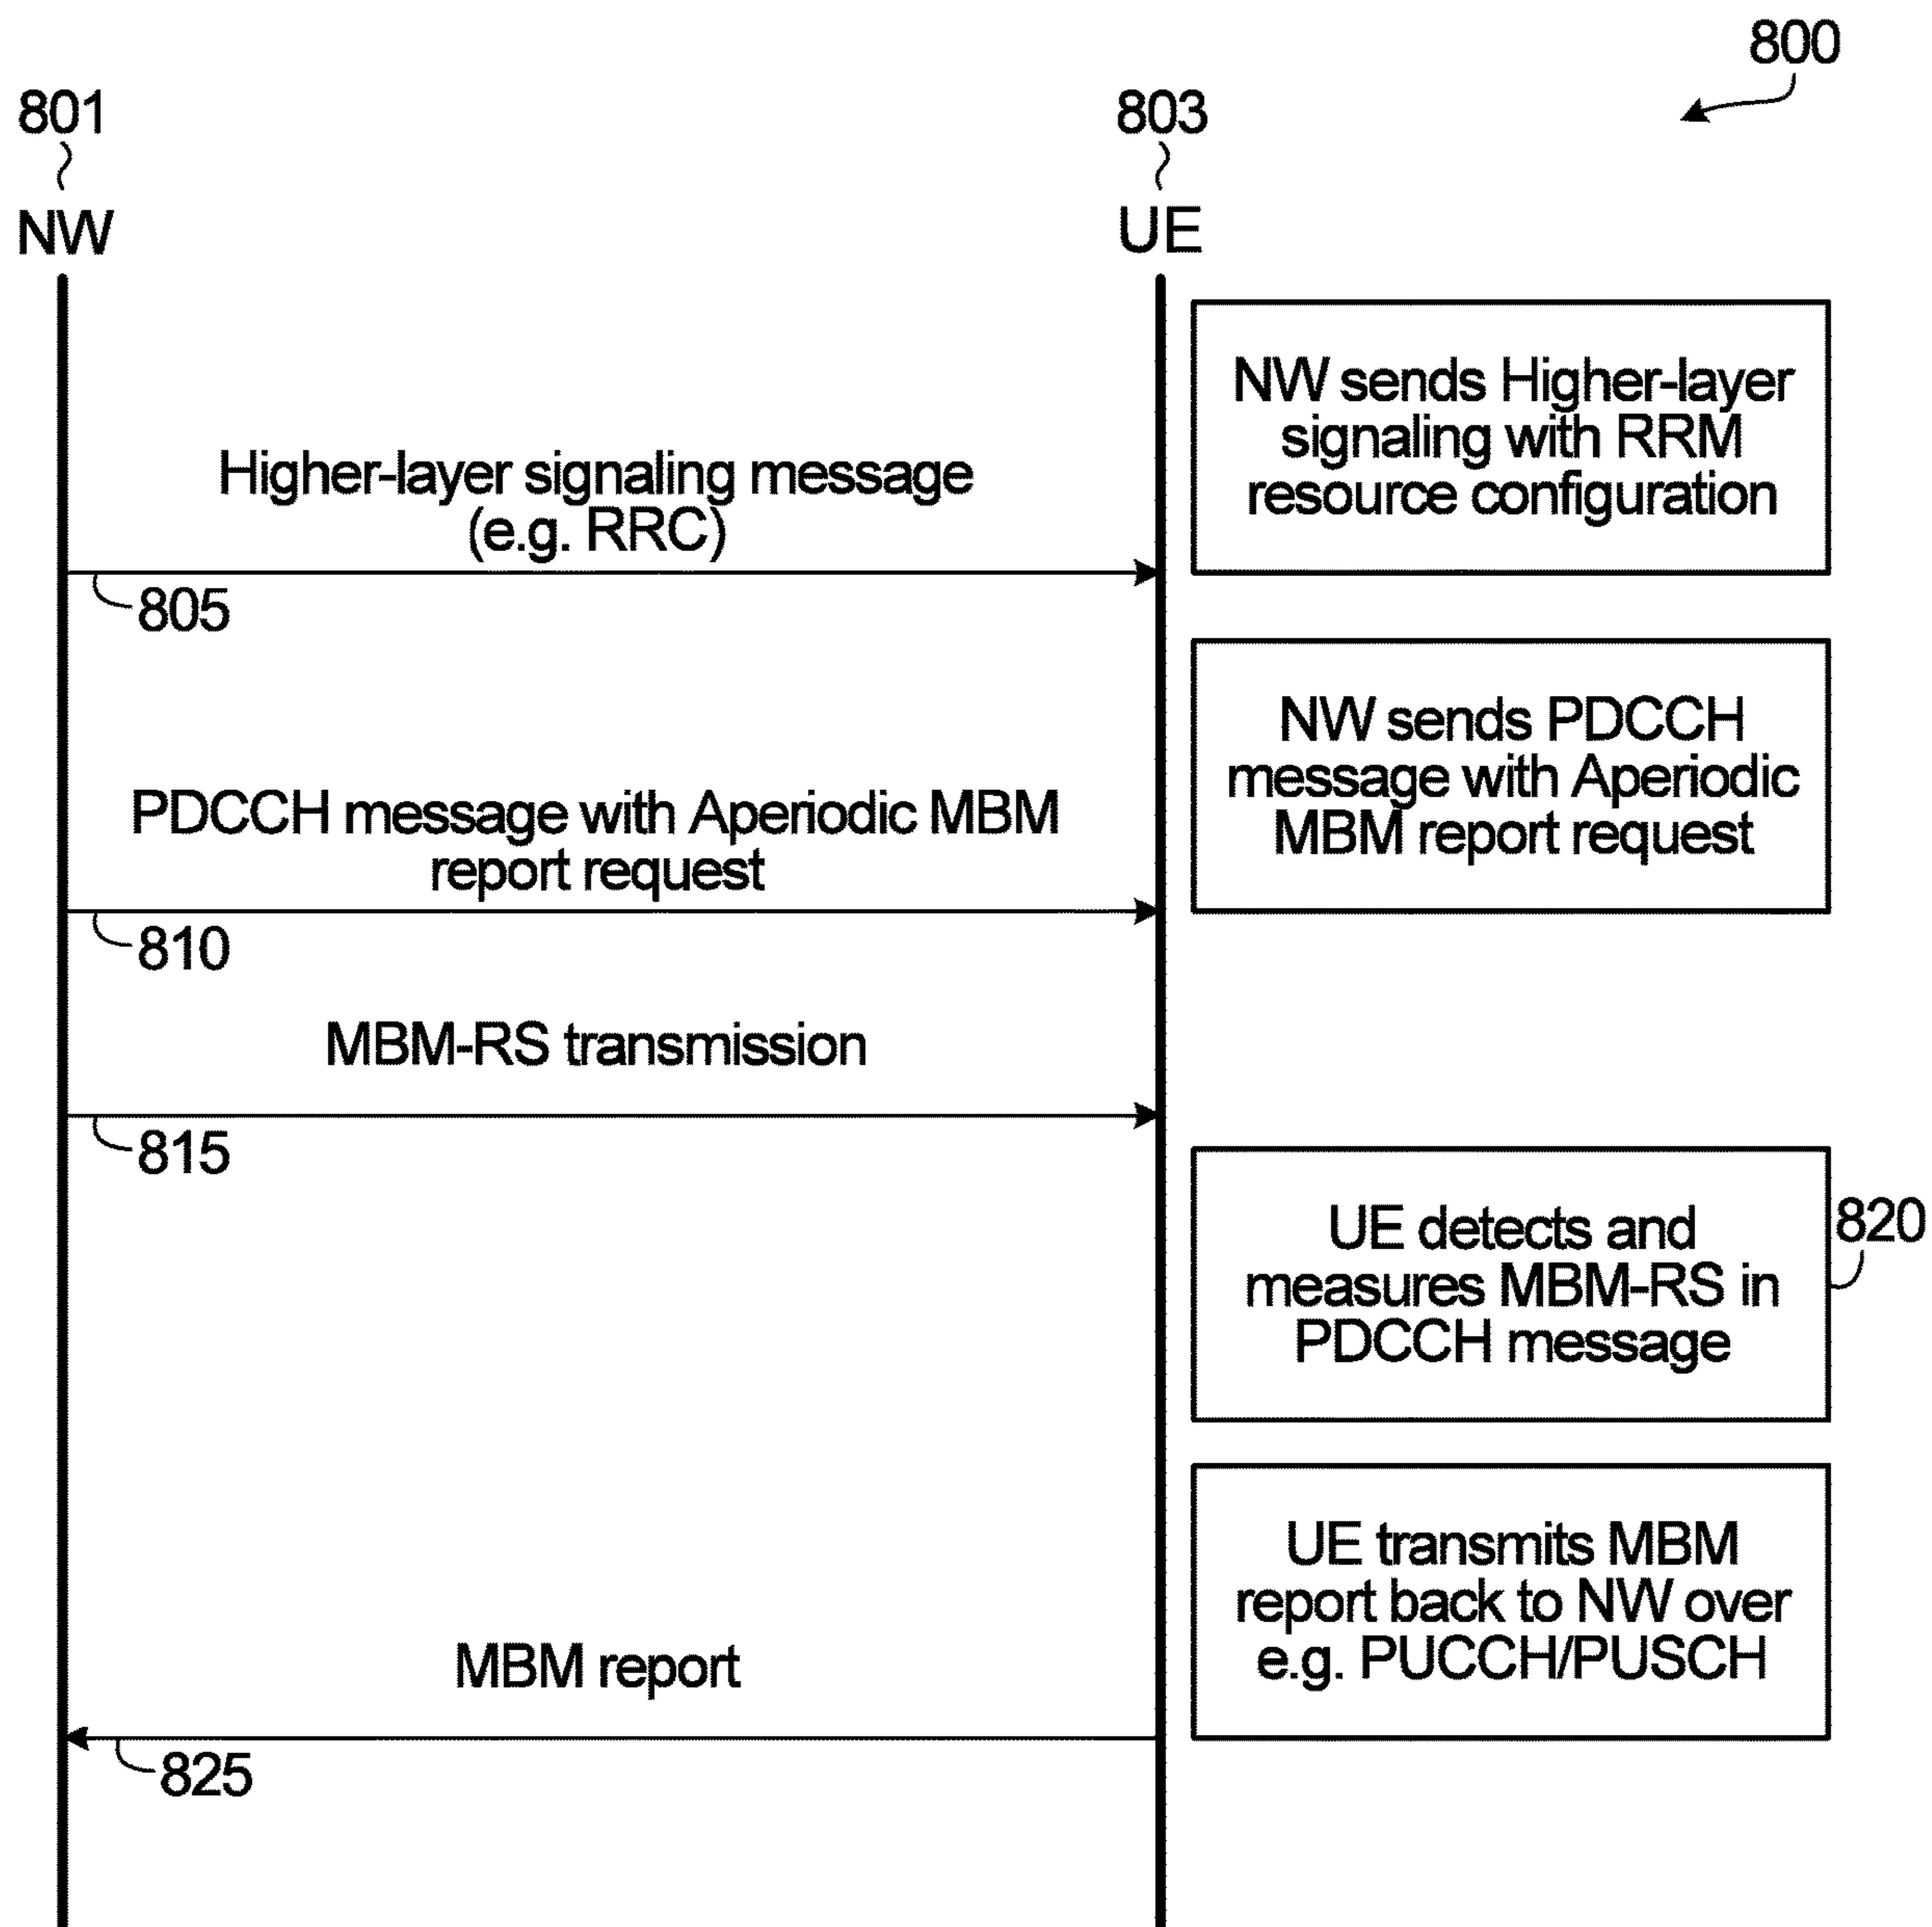 800
801
803
NW
UE
NW sends Higher-layer
signaling with RRM
resource configuration
Higher-layer signaling message
(e.g. RRC)
805
NW sends PDCCH
message with Aperiodic
MBM report request
PDCCH message with Aperiodic MBM
report request
810
MBM-RS transmission
815
UE detects and
measures MBM-RS in
PDCCH message
820
UE transmits MBM
report back to NW over
e.g. PUCCH/PUSCH
MBM report
825